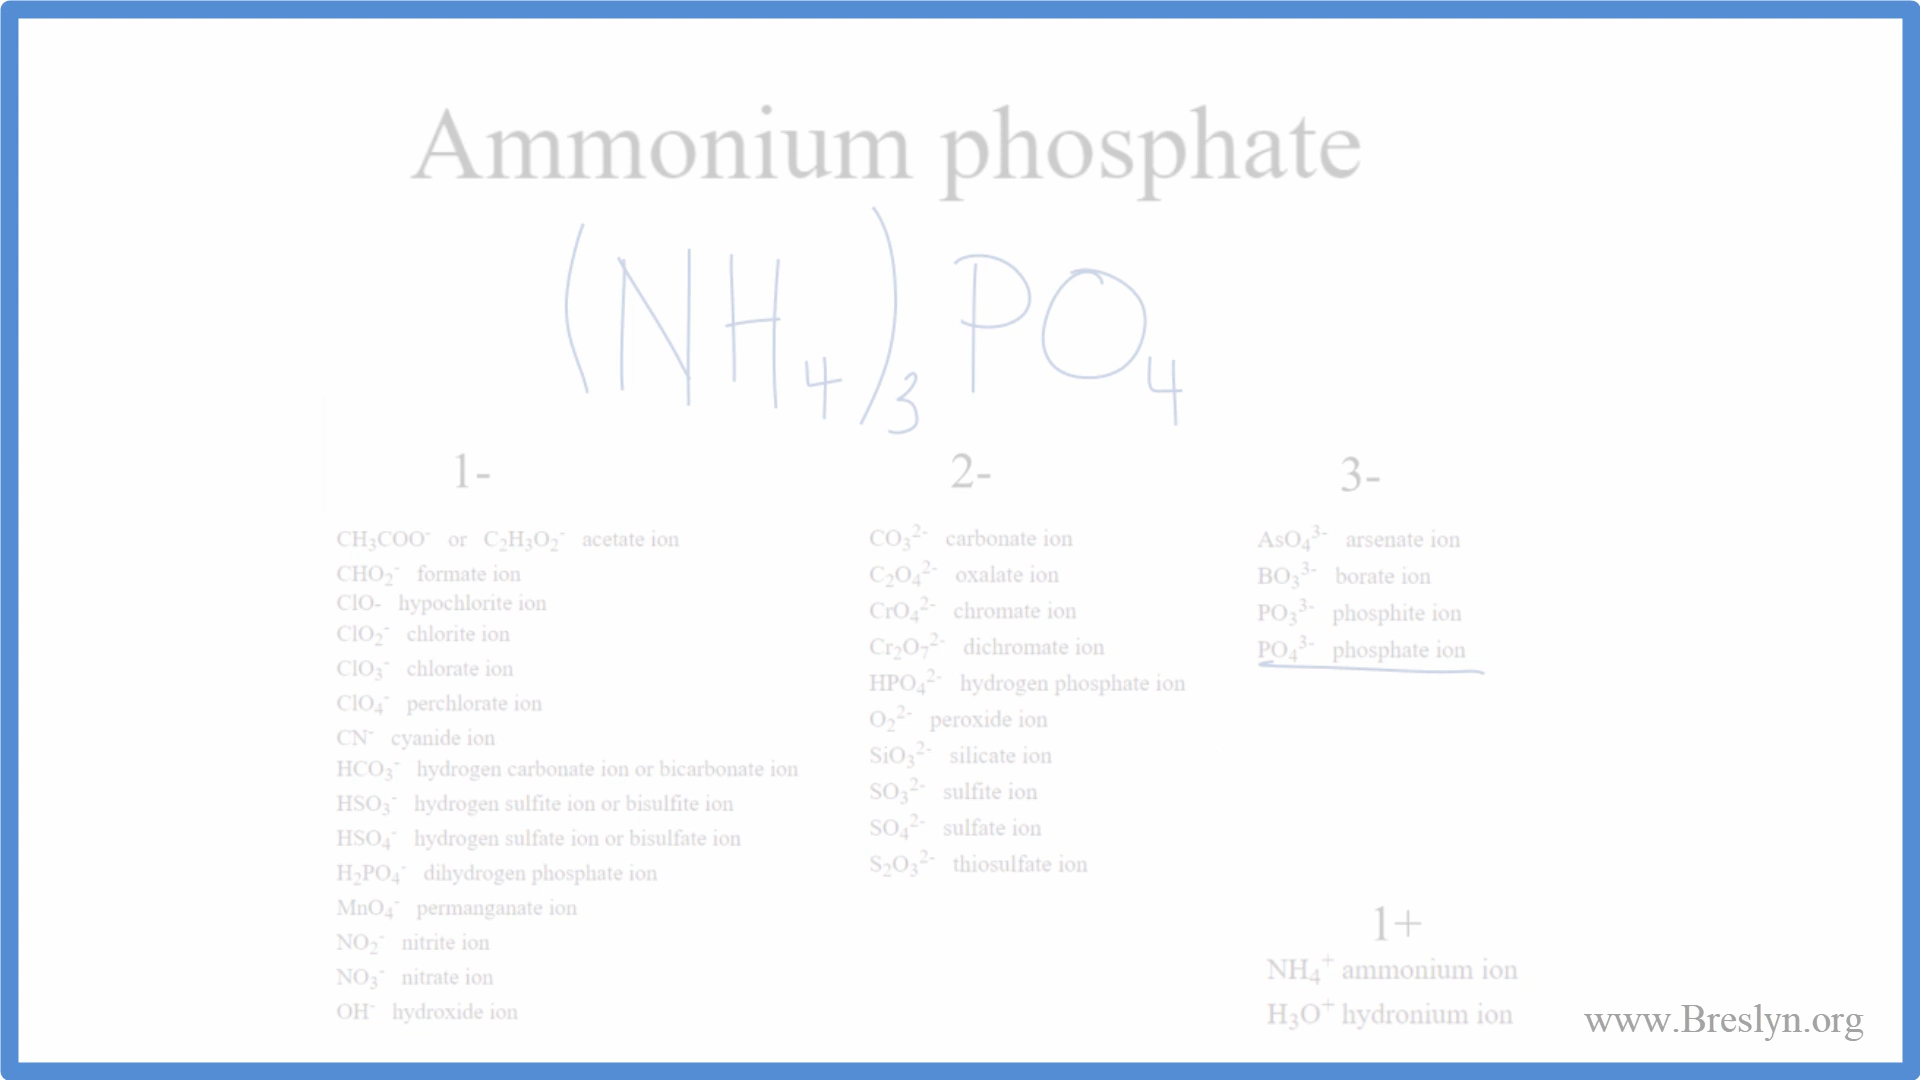 Ammonium phosphate
(NH₄)₃PO₄
1-
CH₃COO⁻ or C₂H₃O₂⁻ acetate ion
CHO₂⁻ formate ion
ClO- hypochlorite ion
ClO₂⁻ chlorite ion
ClO₃⁻ chlorate ion
ClO₄⁻ perchlorate ion
CN⁻ cyanide ion
HCO₃⁻ hydrogen carbonate ion or bicarbonate ion
HSO₃⁻ hydrogen sulfite ion or bisulfite ion
HSO₄⁻ hydrogen sulfate ion or bisulfate ion
H₂PO₄⁻ dihydrogen phosphate ion
MnO₄⁻ permanganate ion
NO₂⁻ nitrite ion
NO₃⁻ nitrate ion
OH⁻ hydroxide ion
2-
CO₃²⁻ carbonate ion
C₂O₄²⁻ oxalate ion
CrO₄²⁻ chromate ion
Cr₂O₇²⁻ dichromate ion
HPO₄²⁻ hydrogen phosphate ion
O₂²⁻ peroxide ion
SiO₃²⁻ silicate ion
SO₃²⁻ sulfite ion
SO₄²⁻ sulfate ion
S₂O₃²⁻ thiosulfate ion
3-
AsO₄³⁻ arsenate ion
BO₃³⁻ borate ion
PO₃³⁻ phosphite ion
PO₄³⁻ phosphate ion
1+
NH₄⁺ ammonium ion
H₃O⁺ hydronium ion
www.Breslyn.org